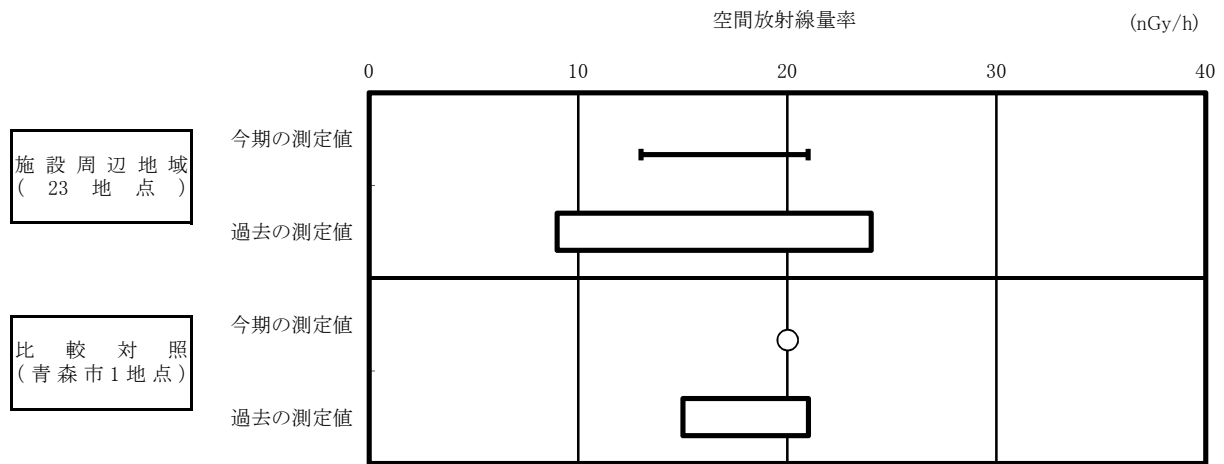 空間放射線量率
(nGy/h)
0 10 20 30 40
施設周辺地域
(23地点)
今期の測定値
過去の測定値
比較対照
(青森市1地点)
今期の測定値
過去の測定値